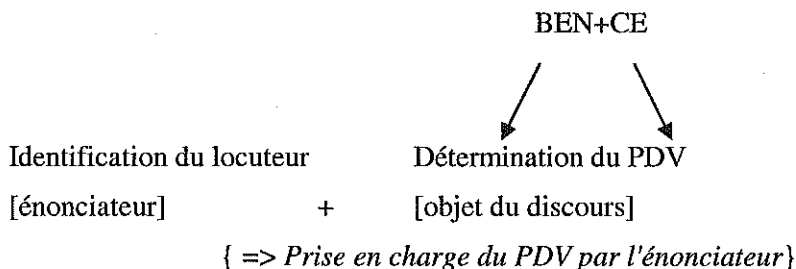 BEN+CE
Identification du locuteur Détermination du PDV
[énonciateur] + [objet du discours]
{ => Prise en charge du PDV par l'énonciateur}